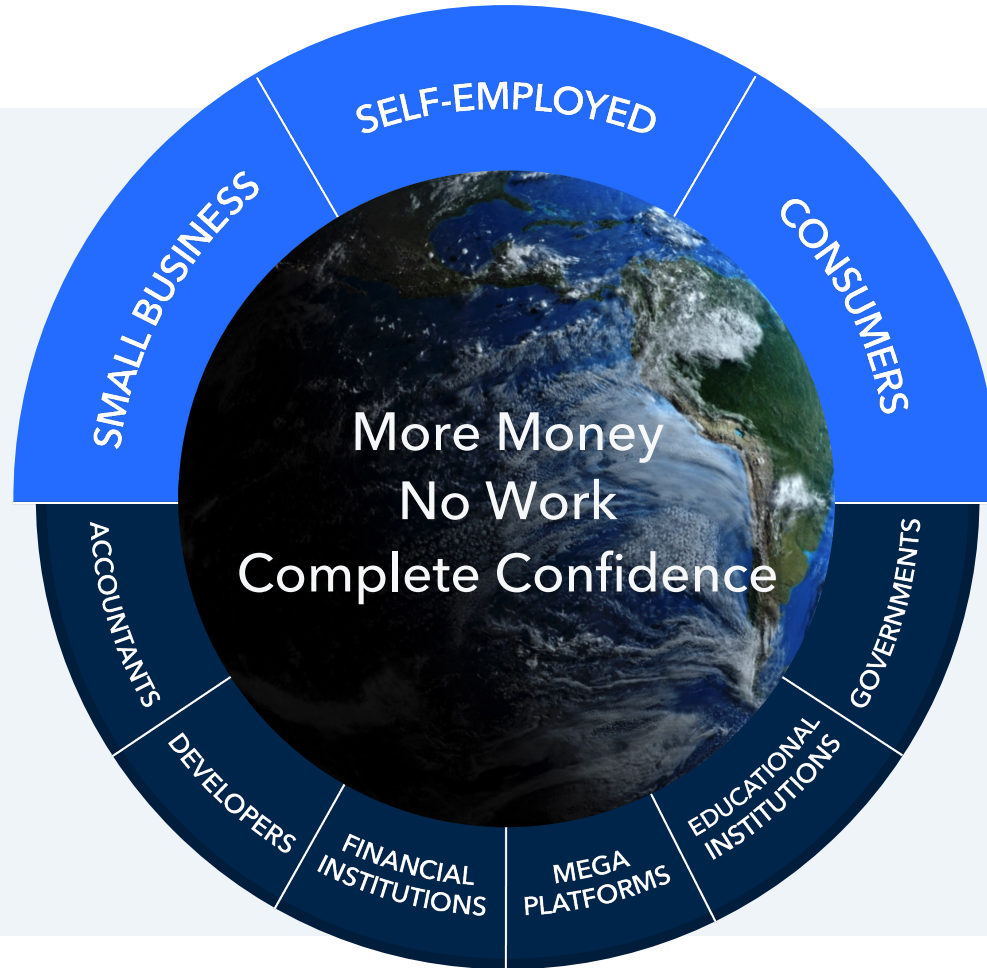 SMALL BUSINESS
SELF-EMPLOYED
CONSUMERS
More Money
No Work
Complete Confidence
ACCOUNTANTS
DEVELOPERS
FINANCIAL
INSTITUTIONS
MEGA
PLATFORMS
EDUCATIONAL
INSTITUTIONS
GOVERNMENTS